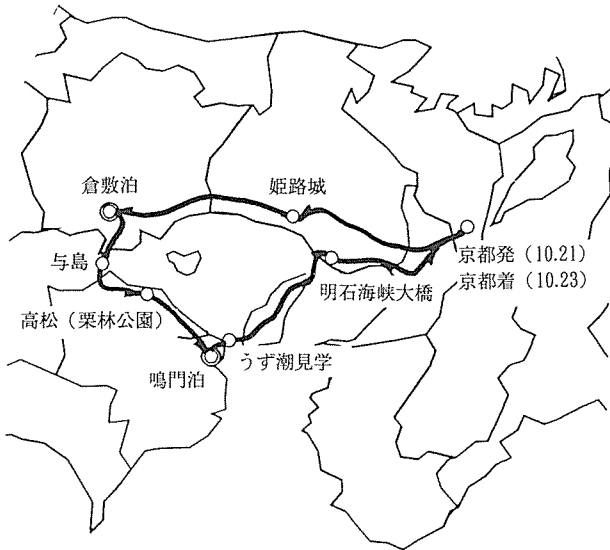 倉敷泊
姫路城
与島
京都発（10.21）
京都着（10.23）
明石海峡大橋
高松（栗林公園）
うず潮見学
鳴門泊